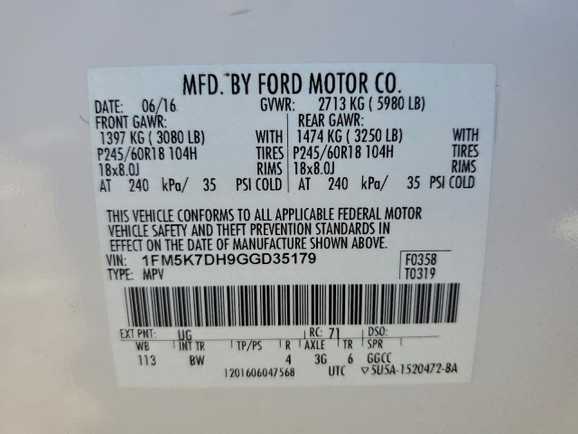 MFD. BY FORD MOTOR CO.
DATE: 06/16 GVWR: 2713 KG ( 5980 LB)
FRONT GAWR: REAR GAWR:
1397 KG ( 3080 LB) WITH 1474 KG ( 3250 LB) WITH
P245/60R18 104H TIRES P245/60R18 104H TIRES
18x8.0J RIMS 18x8.0J RIMS
AT 240 kPa/ 35 PSI COLD AT 240 kPa/ 35 PSI COLD
THIS VEHICLE CONFORMS TO ALL APPLICABLE FEDERAL MOTOR
VEHICLE SAFETY AND THEFT PREVENTION STANDARDS IN
EFFECT ON THE DATE OF MANUFACTURE SHOWN ABOVE.
VIN: 1FM5K7DH9GGD35179 F0358
TYPE: MPV T0319
EXT PNT: UG RC: 71 DSO:
WB INT TR TP/PS R AXLE TR SPR
113 BW 4 3G 6 GGCC
1201606047568 UTC ▽5U5A-1520472-BA